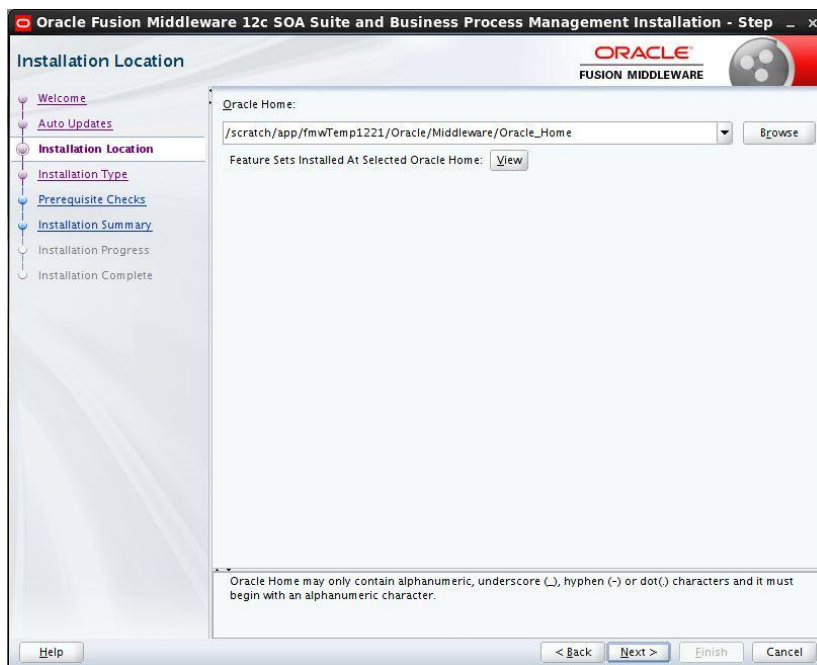 Oracle Fusion Middleware 12c SOA Suite and Business Process Management Installation - Step
Installation Location
ORACLE
FUSION MIDDLEWARE
Welcome
Auto Updates
Installation Location
Installation Type
Prerequisite Checks
Installation Summary
Installation Progress
Installation Complete
Oracle Home:
/scratch/app/fmwTemp1221/Oracle/Middleware/Oracle_Home
Browse
Feature Sets Installed At Selected Oracle Home: View
Oracle Home may only contain alphanumeric, underscore (_), hyphen (-) or dot(.) characters and it must
begin with an alphanumeric character.
Help
< Back
Next >
Finish
Cancel